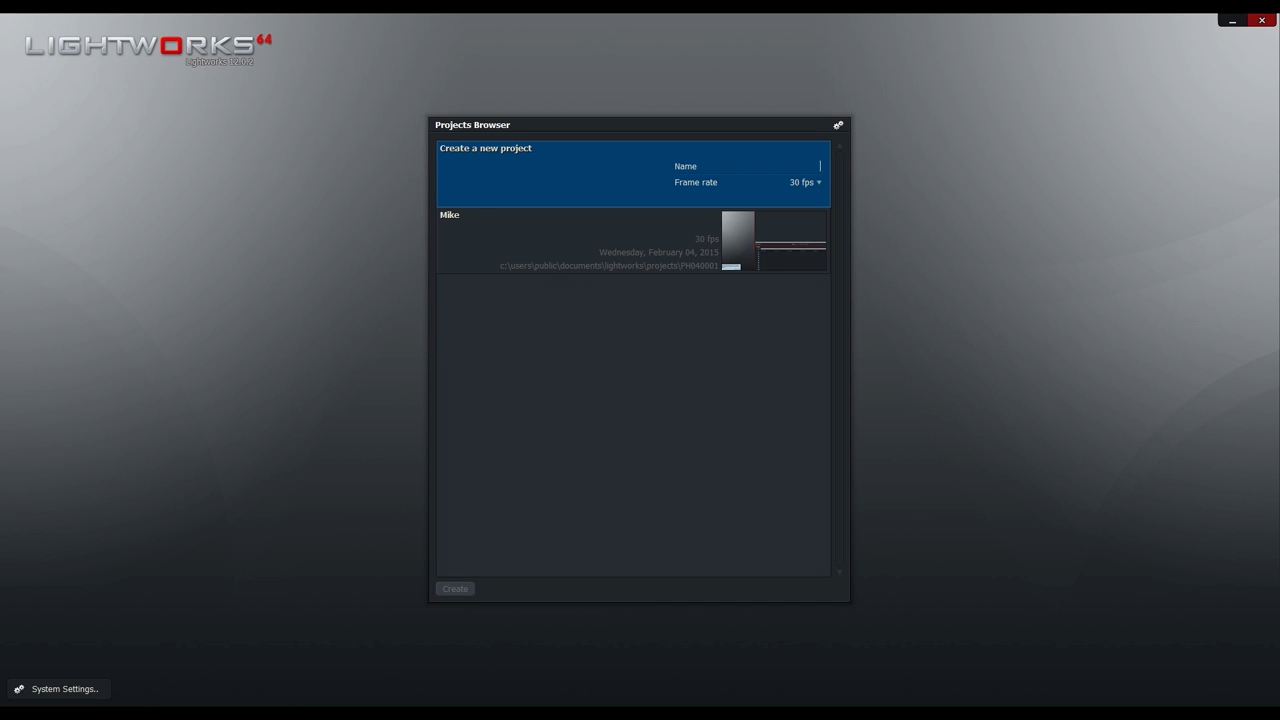 LIGHTWORKS 64
Lightworks 12.0.2
Projects Browser
Create a new project
Name
Frame rate 30 fps
Mike
30 fps
Wednesday, February 04, 2015
c:\users\public\documents\lightworks\projects\PH040001
Create
System Settings..